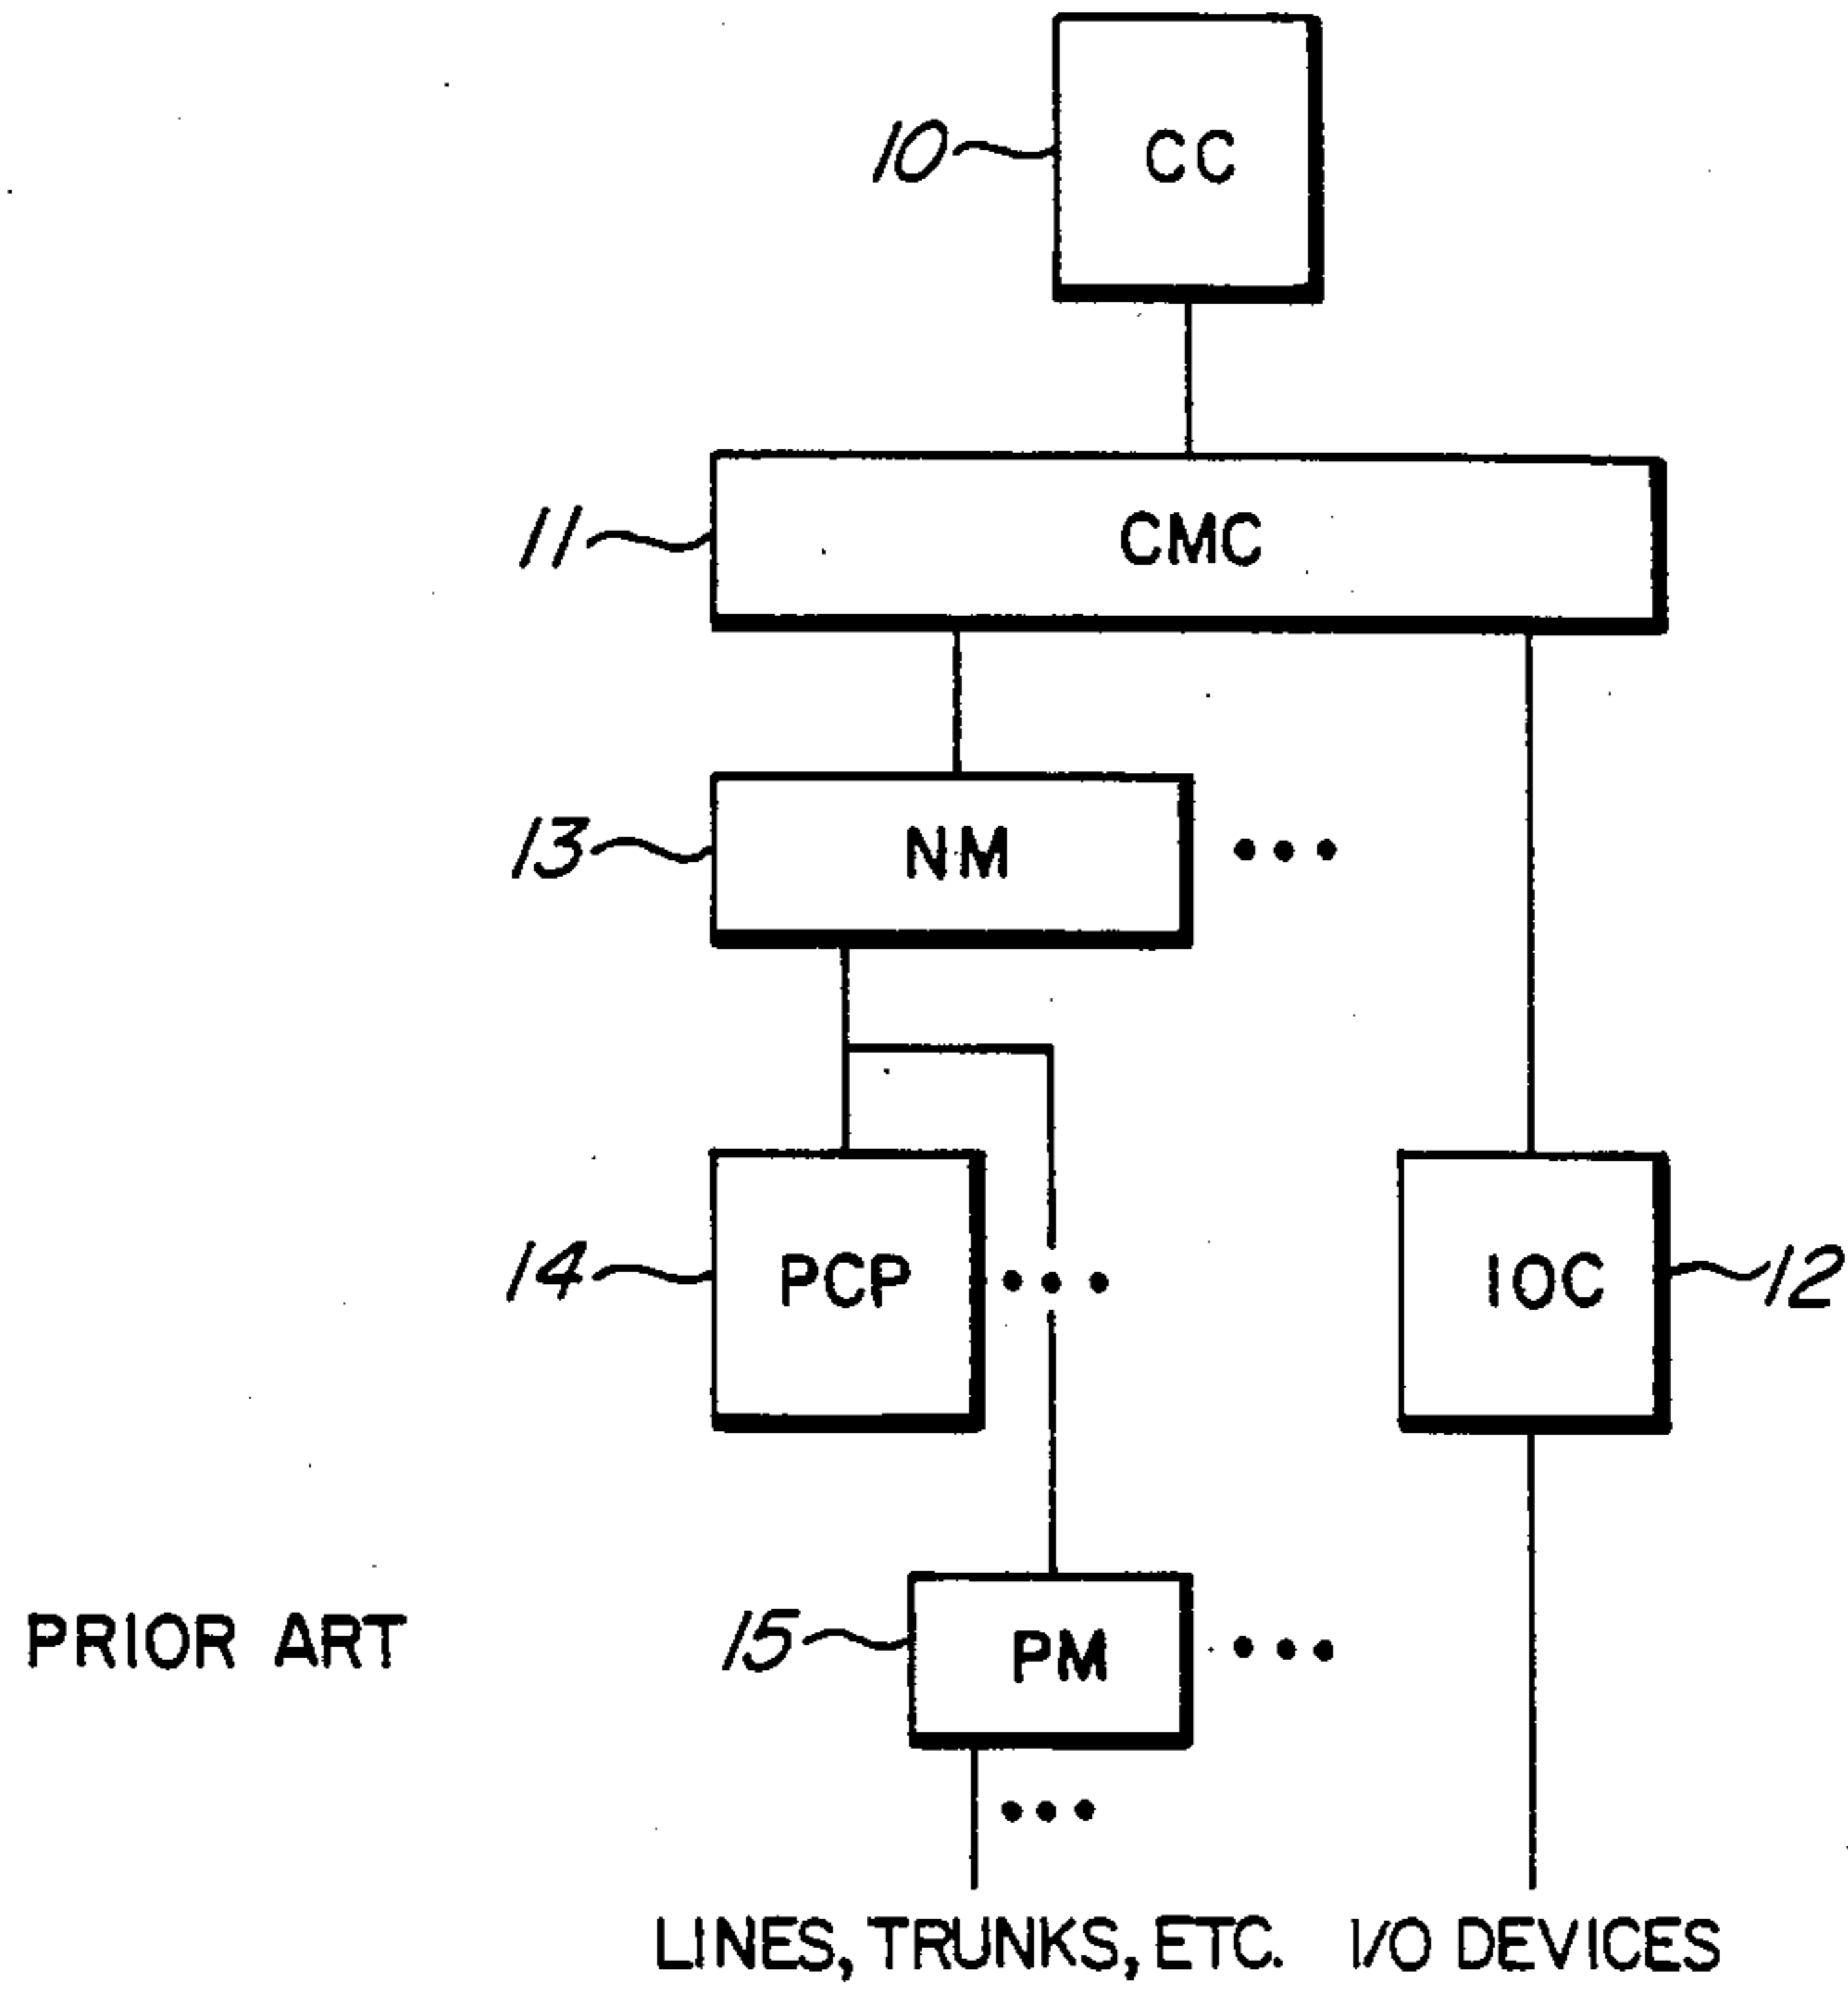 10 CC
11 CMC
13 NM
14 PCP
IOC 12
PRIOR ART
15 PM
LINES, TRUNKS, ETC.
I/O DEVICES